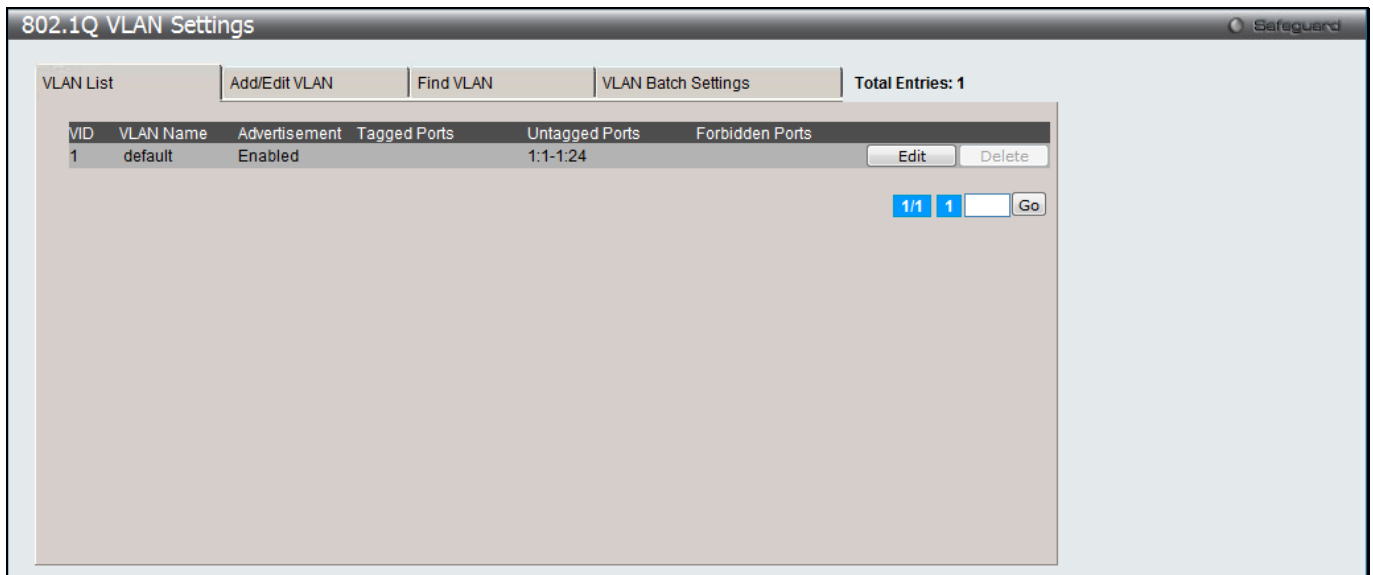 802.1Q VLAN Settings
Safeguard
VLAN List Add/Edit VLAN Find VLAN VLAN Batch Settings Total Entries: 1
VID VLAN Name Advertisement Tagged Ports Untagged Ports Forbidden Ports
1 default Enabled 1:1-1:24 Edit Delete
1/1 1 Go